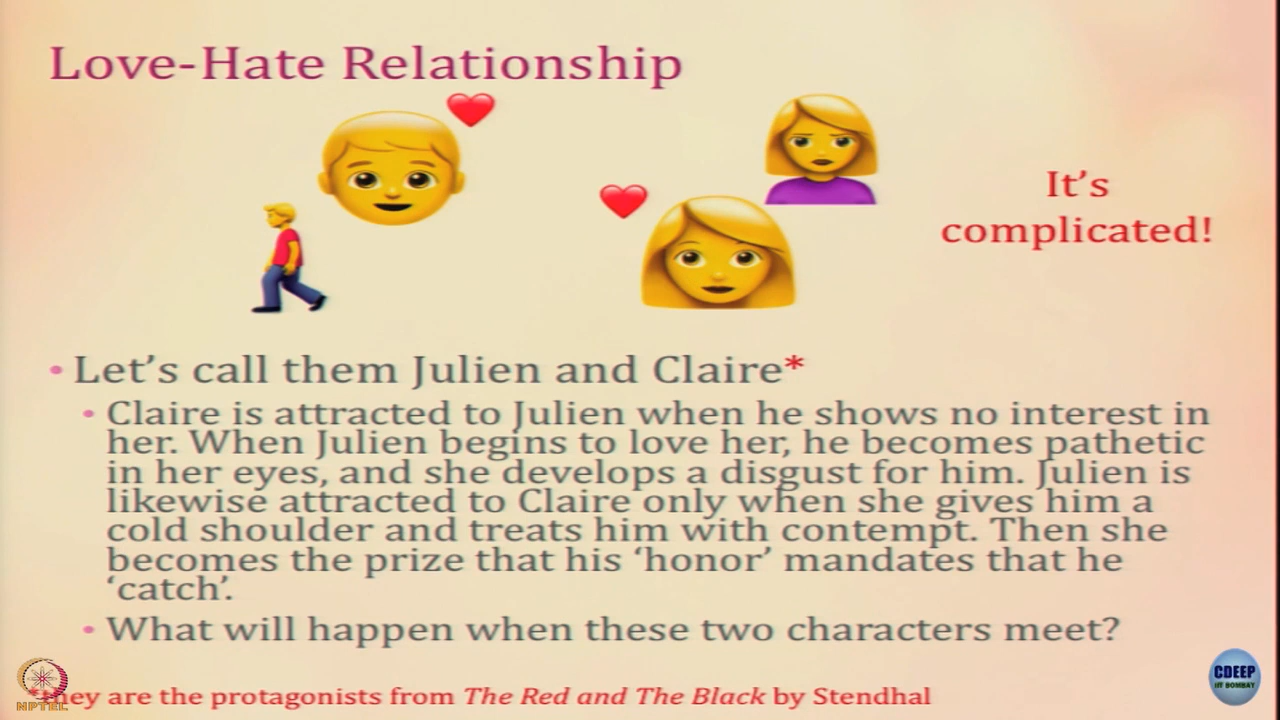 Love-Hate Relationship
It's
complicated!
• Let's call them Julien and Claire*
• Claire is attracted to Julien when he shows no interest in
her. When Julien begins to love her, he becomes pathetic
in her eyes, and she develops a disgust for him. Julien is
likewise attracted to Claire only when she gives him a
cold shoulder and treats him with contempt. Then she
becomes the prize that his 'honor' mandates that he
'catch'.
• What will happen when these two characters meet?
*they are the protagonists from The Red and The Black by Stendhal
NPTEL
CDEEP
IIT BOMBAY